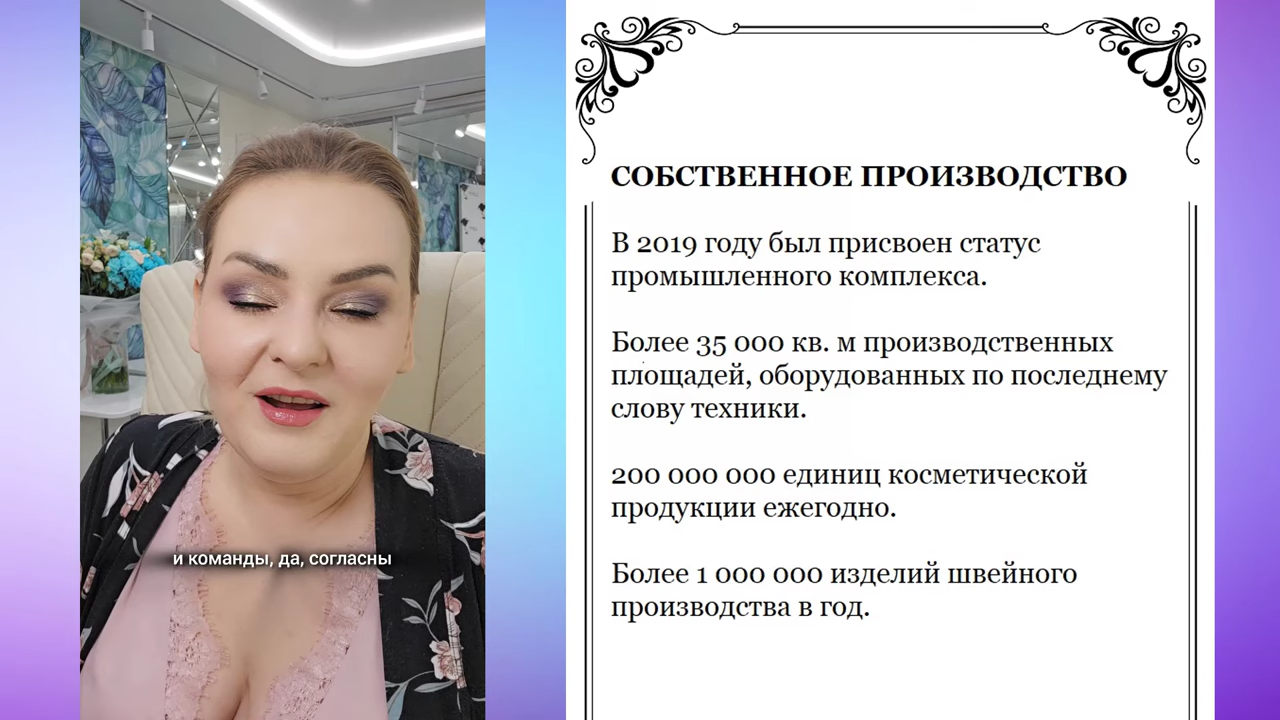 и команды, да, согласны
СОБСТВЕННОЕ ПРОИЗВОДСТВО
В 2019 году был присвоен статус
промышленного комплекса.
Более 35 000 кв. м производственных
площадей, оборудованных по последнему
слову техники.
200 000 000 единиц косметической
продукции ежегодно.
Более 1 000 000 изделий швейного
производства в год.